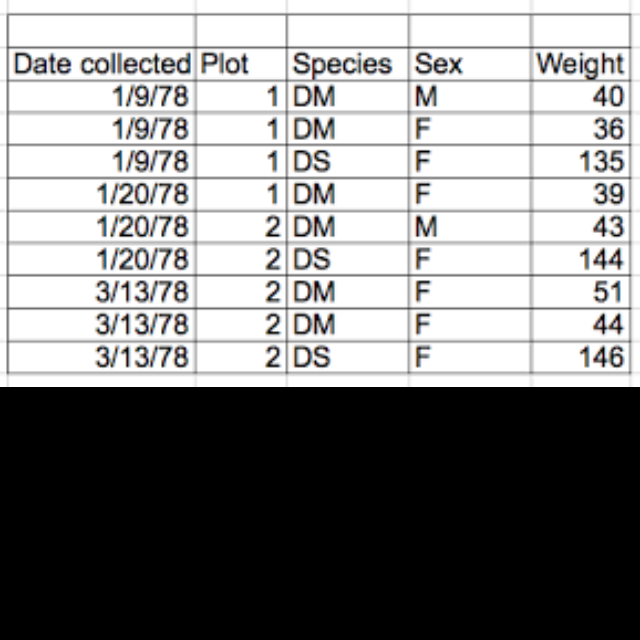 Date collected Plot Species Sex Weight
1/9/78 1 DM M 40
1/9/78 1 DM F 36
1/9/78 1 DS F 135
1/20/78 1 DM F 39
1/20/78 2 DM M 43
1/20/78 2 DS F 144
3/13/78 2 DM F 51
3/13/78 2 DM F 44
3/13/78 2 DS F 146